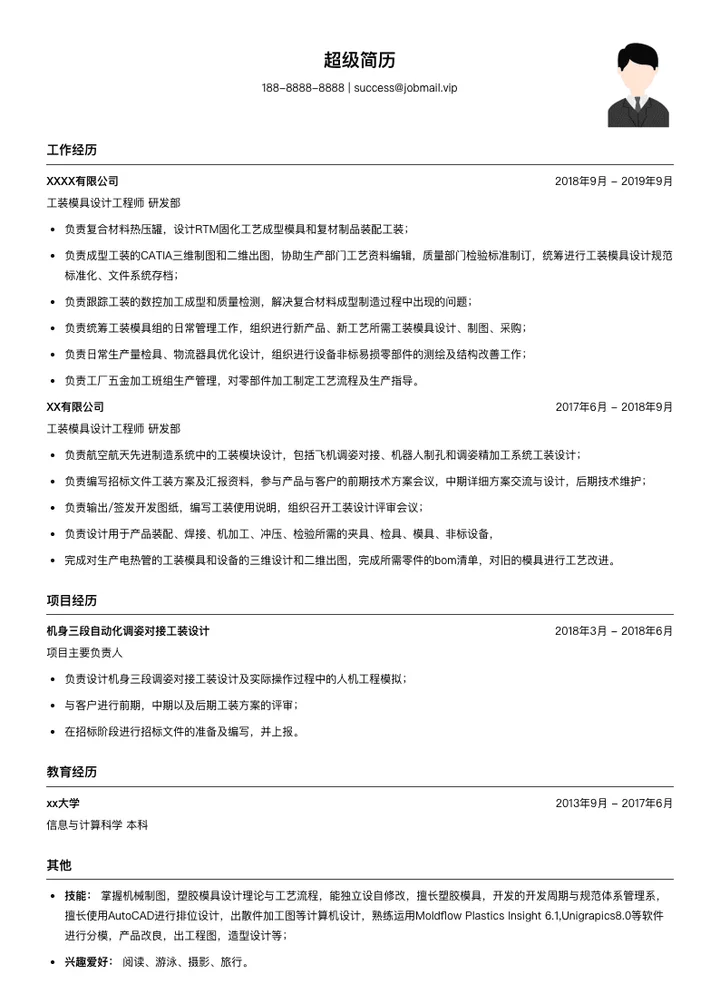 超级简历
188-8888-8888 | success@jobmail.vip
工作经历
XXXX有限公司 2018年9月 – 2019年9月
工装模具设计工程师 研发部
• 负责复合材料热压罐，设计RTM固化工艺成型模具和复材制品装配工装；
• 负责成型工装的CATIA三维制图和二维出图，协助生产部门工艺资料编辑，质量部门检验标准制订，统筹进行工装模具设计规范
标准化、文件系统存档；
• 负责跟踪工装的数控加工成型和质量检测，解决复合材料成型制造过程中出现的问题；
• 负责统筹工装模具组的日常管理工作，组织进行新产品、新工艺所需工装模具设计、制图、采购；
• 负责日常生产量检具、物流器具优化设计，组织进行设备非标易损零部件的测绘及结构改善工作；
• 负责工厂五金加工班组生产管理，对零部件加工制定工艺流程及生产指导。
XX有限公司 2017年6月 – 2018年9月
工装模具设计工程师 研发部
• 负责航空航天先进制造系统中的工装模块设计，包括飞机调姿对接、机器人制孔和调姿精加工系统工装设计；
• 负责编写招标文件工装方案及汇报资料，参与产品与客户的前期技术方案会议，中期详细方案交流与设计，后期技术维护；
• 负责输出/签发开发图纸，编写工装使用说明，组织召开工装设计评审会议；
• 负责设计用于产品装配、焊接、机加工、冲压、检验所需的夹具、检具、模具、非标设备，
• 完成对生产电热管的工装模具和设备的三维设计和二维出图，完成所需零件的bom清单，对旧的模具进行工艺改进。
项目经历
机身三段自动化调姿对接工装设计 2018年3月 – 2018年6月
项目主要负责人
• 负责设计机身三段调姿对接工装设计及实际操作过程中的人机工程模拟；
• 与客户进行前期，中期以及后期工装方案的评审；
• 在招标阶段进行招标文件的准备及编写，并上报。
教育经历
xx大学 2013年9月 – 2017年6月
信息与计算科学 本科
其他
• 技能： 掌握机械制图，塑胶模具设计理论与工艺流程，能独立设自修改，擅长塑胶模具，开发的开发周期与规范体系管理系，
擅长使用AutoCAD进行排位设计，出散件加工图等计算机设计，熟练运用Moldflow Plastics Insight 6.1,Unigrapics8.0等软件
进行分模，产品改良，出工程图，造型设计等；
• 兴趣爱好： 阅读、游泳、摄影、旅行。